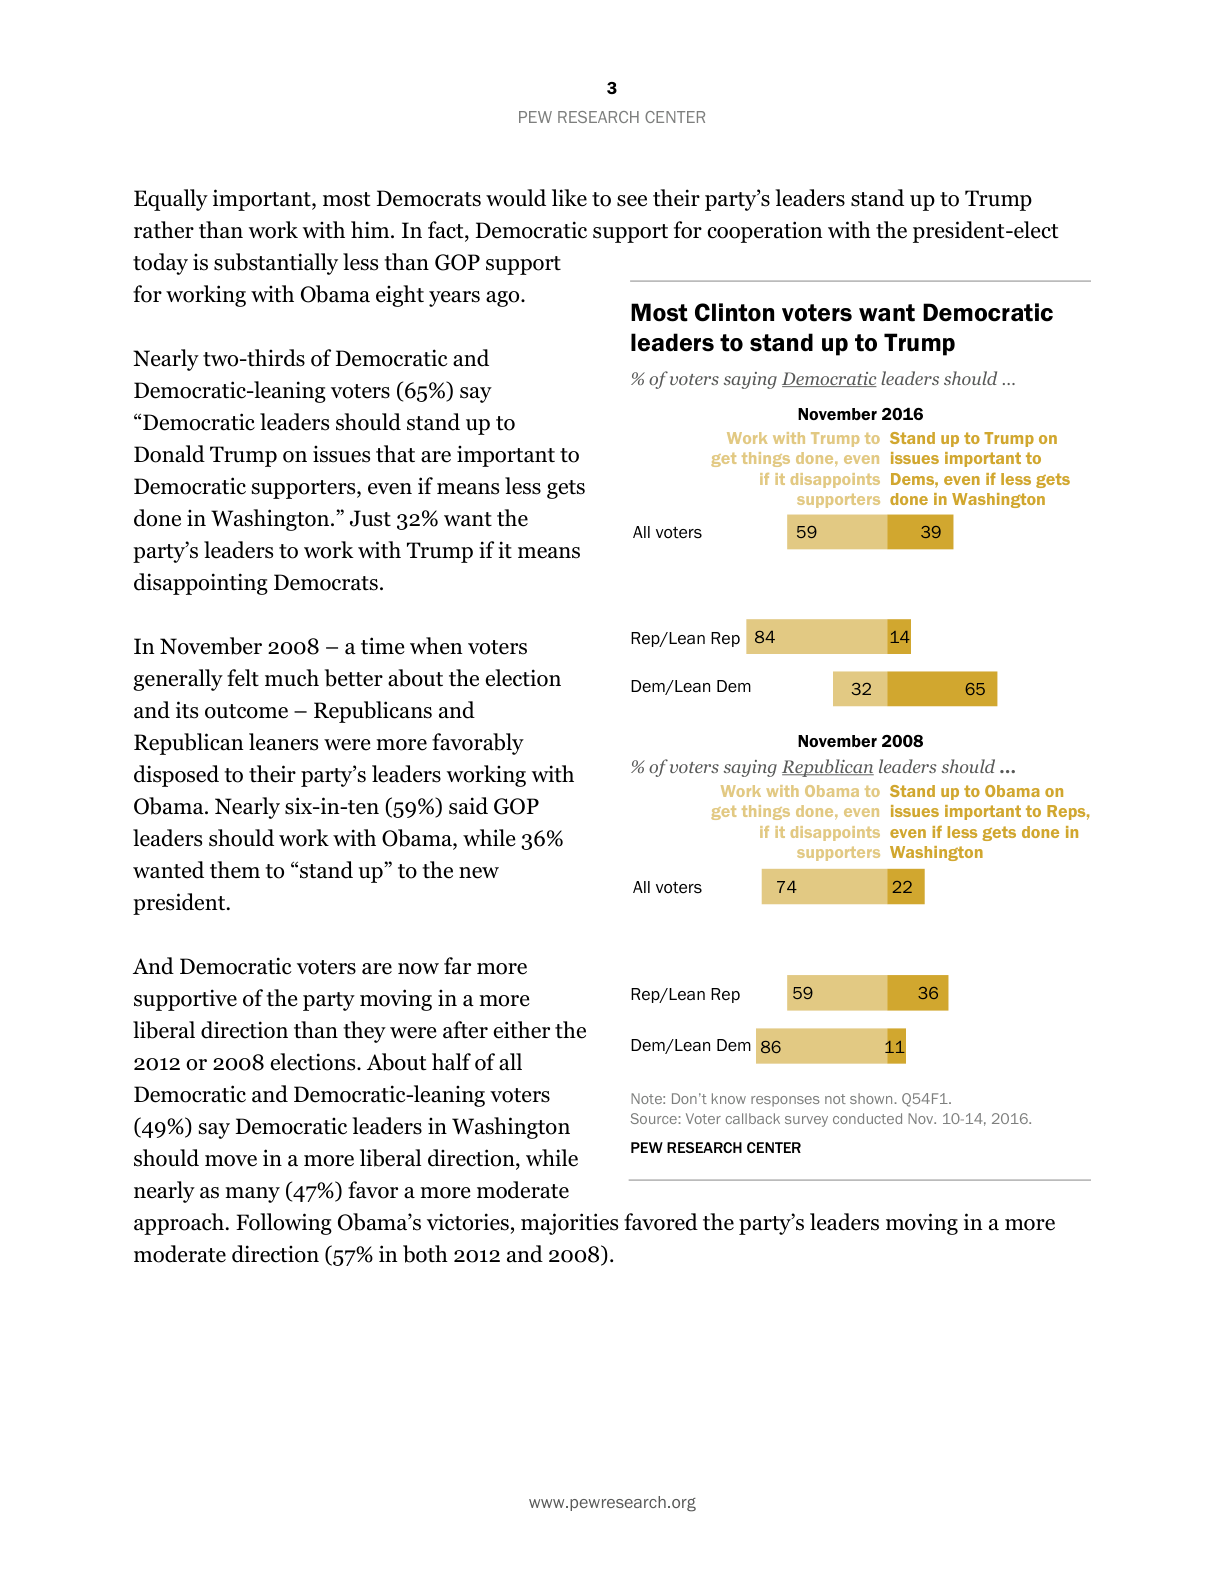 3
PEW RESEARCH CENTER
Equally important, most Democrats would like to see their party’s leaders stand up to Trump
rather than work with him. In fact, Democratic support for cooperation with the president-elect
today is substantially less than GOP support
for working with Obama eight years ago.
Nearly two-thirds of Democratic and
Democratic-leaning voters (65%) say
“Democratic leaders should stand up to
Donald Trump on issues that are important to
Democratic supporters, even if means less gets
done in Washington.” Just 32% want the
party’s leaders to work with Trump if it means
disappointing Democrats.
In November 2008 – a time when voters
generally felt much better about the election
and its outcome – Republicans and
Republican leaners were more favorably
disposed to their party’s leaders working with
Obama. Nearly six-in-ten (59%) said GOP
leaders should work with Obama, while 36%
wanted them to “stand up” to the new
president.
And Democratic voters are now far more
supportive of the party moving in a more
liberal direction than they were after either the
2012 or 2008 elections. About half of all
Democratic and Democratic-leaning voters
(49%) say Democratic leaders in Washington
should move in a more liberal direction, while
nearly as many (47%) favor a more moderate
approach. Following Obama’s victories, majorities favored the party’s leaders moving in a more
moderate direction (57% in both 2012 and 2008).
Most Clinton voters want Democratic
leaders to stand up to Trump
% of voters saying Democratic leaders should ...
November 2016
Work with Trump to
get things done, even
if it disappoints
supporters
Stand up to Trump on
issues important to
Dems, even if less gets
done in Washington
All voters 59 39
Rep/Lean Rep 84 14
Dem/Lean Dem 32 65
November 2008
% of voters saying Republican leaders should ...
Work with Obama to
get things done, even
if it disappoints
supporters
Stand up to Obama on
issues important to Reps,
even if less gets done in
Washington
All voters 74 22
Rep/Lean Rep 59 36
Dem/Lean Dem 86 11
Note: Don’t know responses not shown. Q54F1.
Source: Voter callback survey conducted Nov. 10-14, 2016.
PEW RESEARCH CENTER
www.pewresearch.org